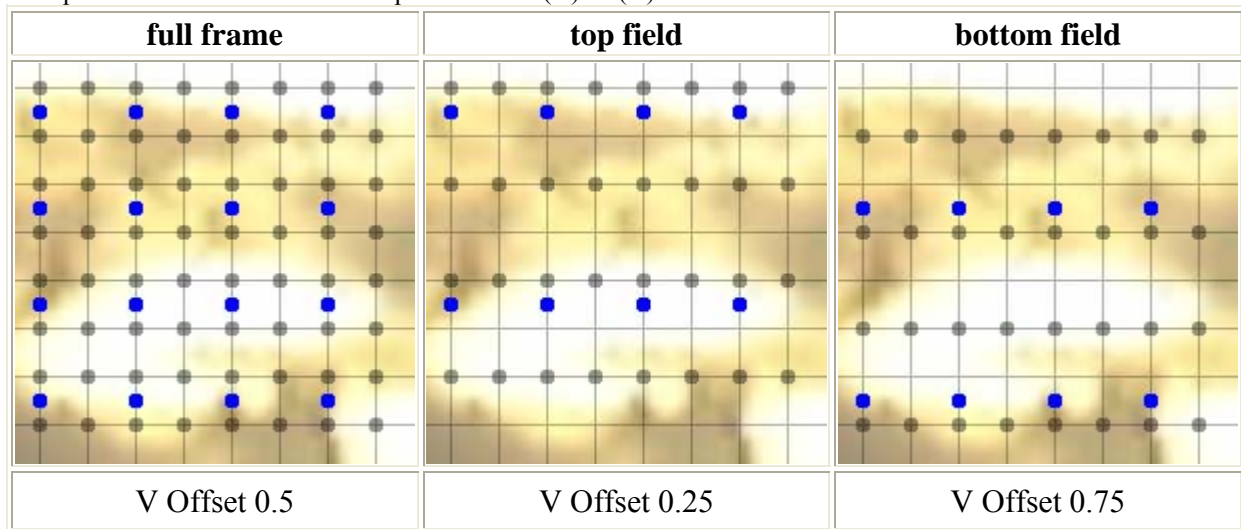 full frame
top field
bottom field
V Offset 0.5
V Offset 0.25
V Offset 0.75